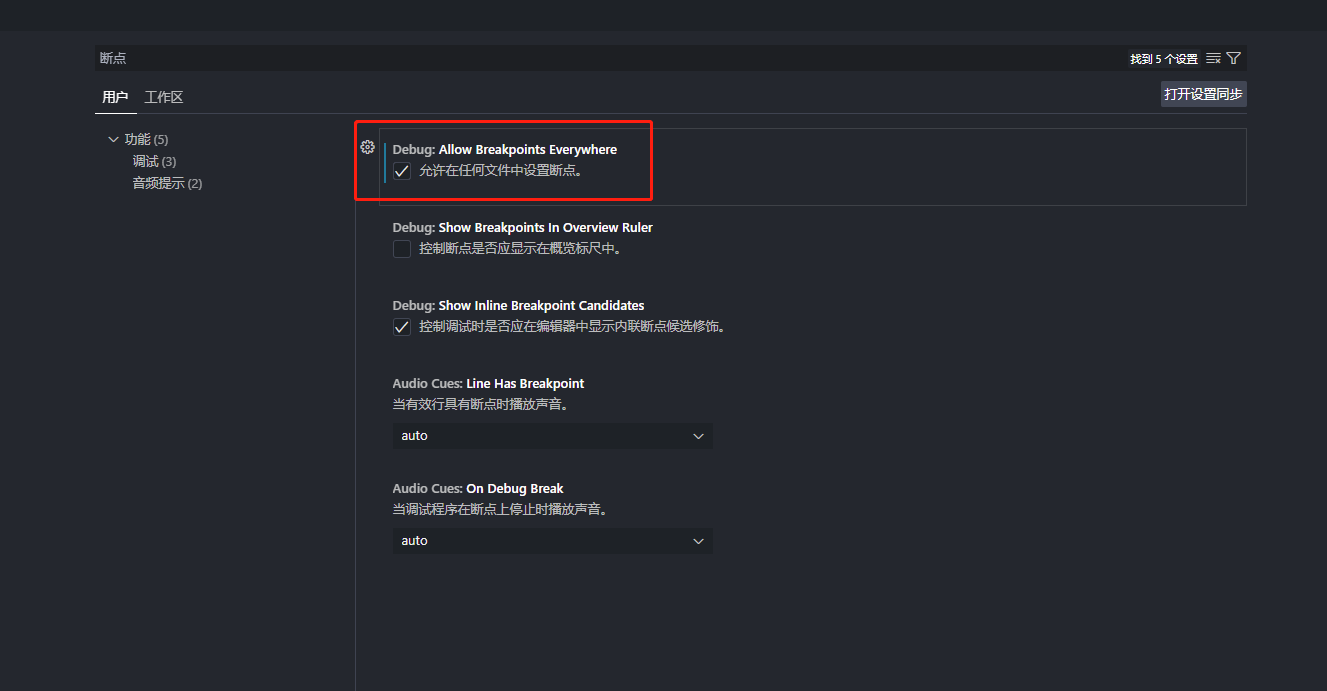 断点
找到 5 个设置
用户 工作区
打开设置同步
功能 (5)
调试 (3)
音频提示 (2)
Debug: Allow Breakpoints Everywhere
允许在任何文件中设置断点。
Debug: Show Breakpoints In Overview Ruler
控制断点是否应显示在概览标尺中。
Debug: Show Inline Breakpoint Candidates
控制调试时是否应在编辑器中显示内联断点候选修饰。
Audio Cues: Line Has Breakpoint
当有效行具有断点时播放声音。
auto
Audio Cues: On Debug Break
当调试程序在断点上停止时播放声音。
auto